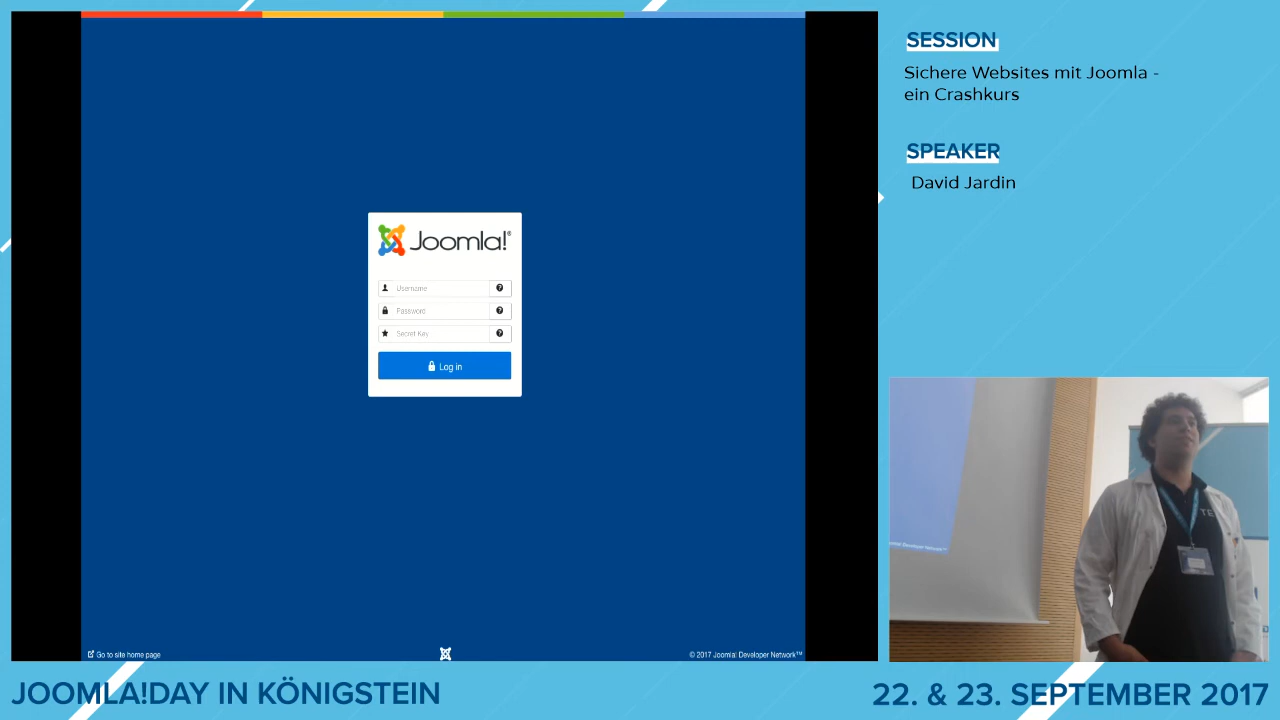 SESSION
Sichere Websites mit Joomla -
ein Crashkurs
SPEAKER
David Jardin
Joomla!®
Username
Password
Secret Key
Log in
Go to site home page
© 2017 Joomla! Developer Network™
TE
JOOMLA!DAY IN KÖNIGSTEIN
22. & 23. SEPTEMBER 2017